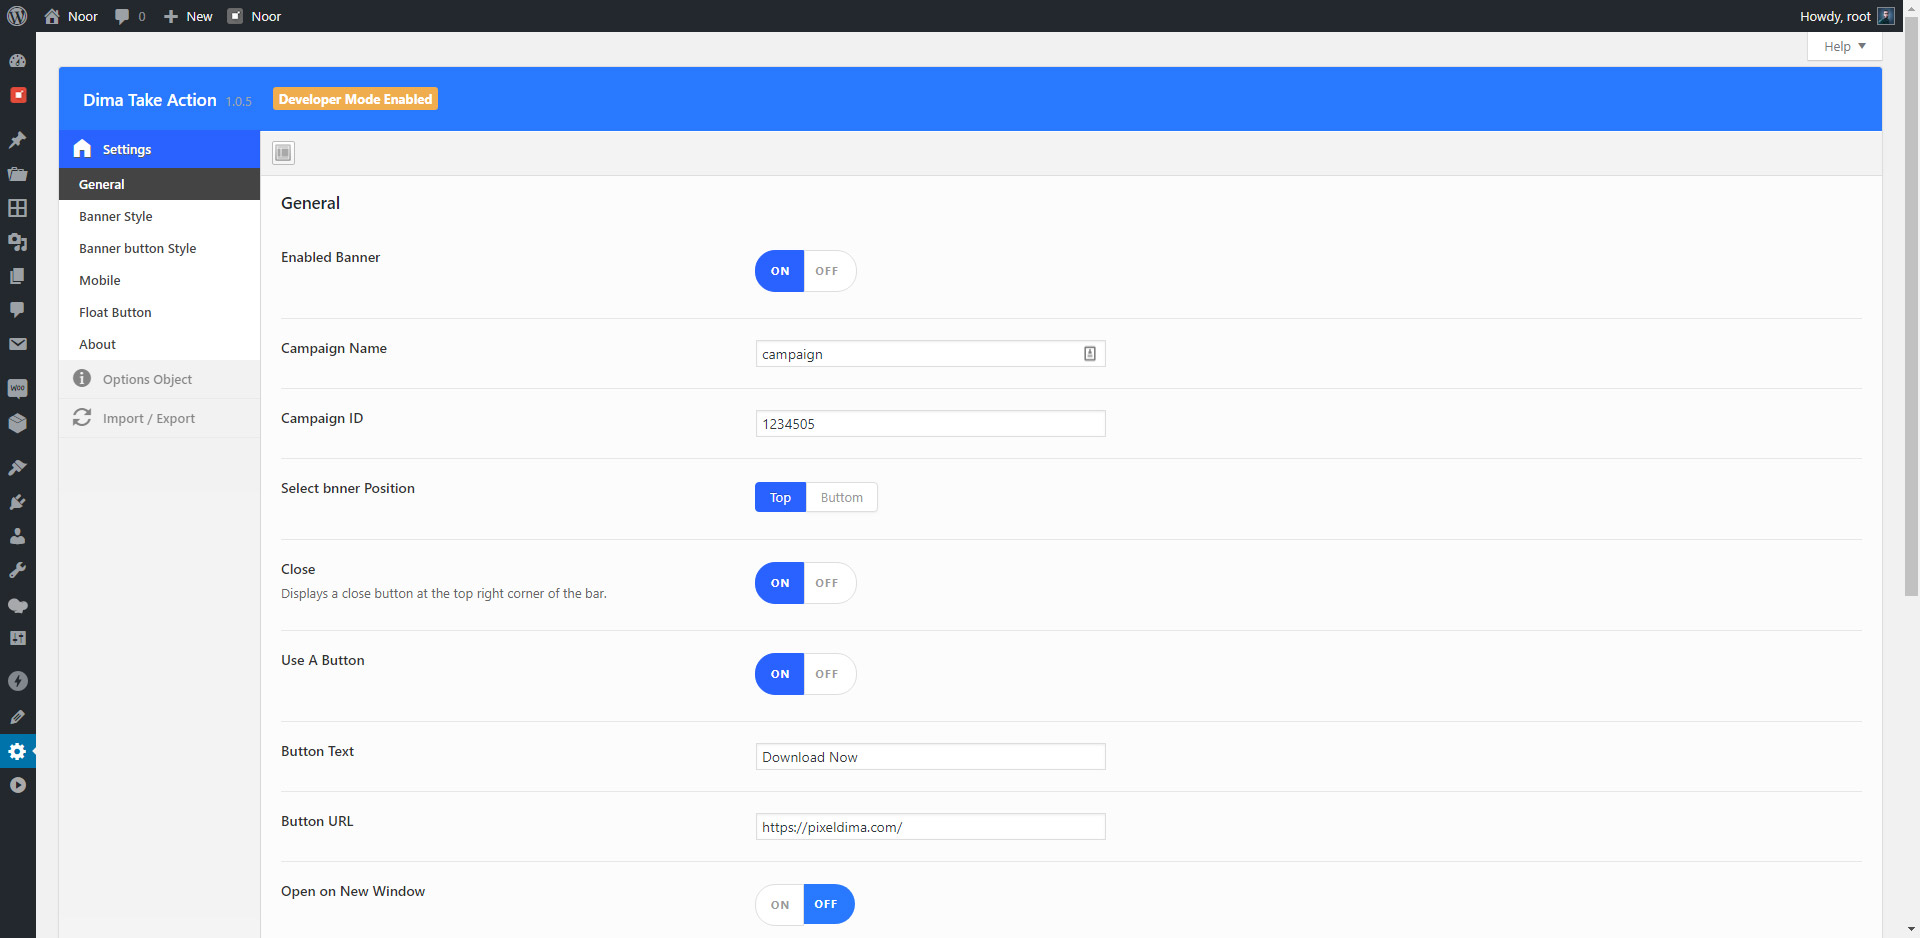 Noor 0 New Noor Howdy, root
Help
Dima Take Action 1.0.5 Developer Mode Enabled
Settings
General
Banner Style
Banner button Style
Mobile
Float Button
About
Options Object
Import / Export
General
Enabled Banner ON OFF
Campaign Name campaign
Campaign ID 1234505
Select bnner Position Top Buttom
Close ON OFF
Displays a close button at the top right corner of the bar.
Use A Button ON OFF
Button Text Download Now
Button URL https://pixeldima.com/
Open on New Window ON OFF
WOO